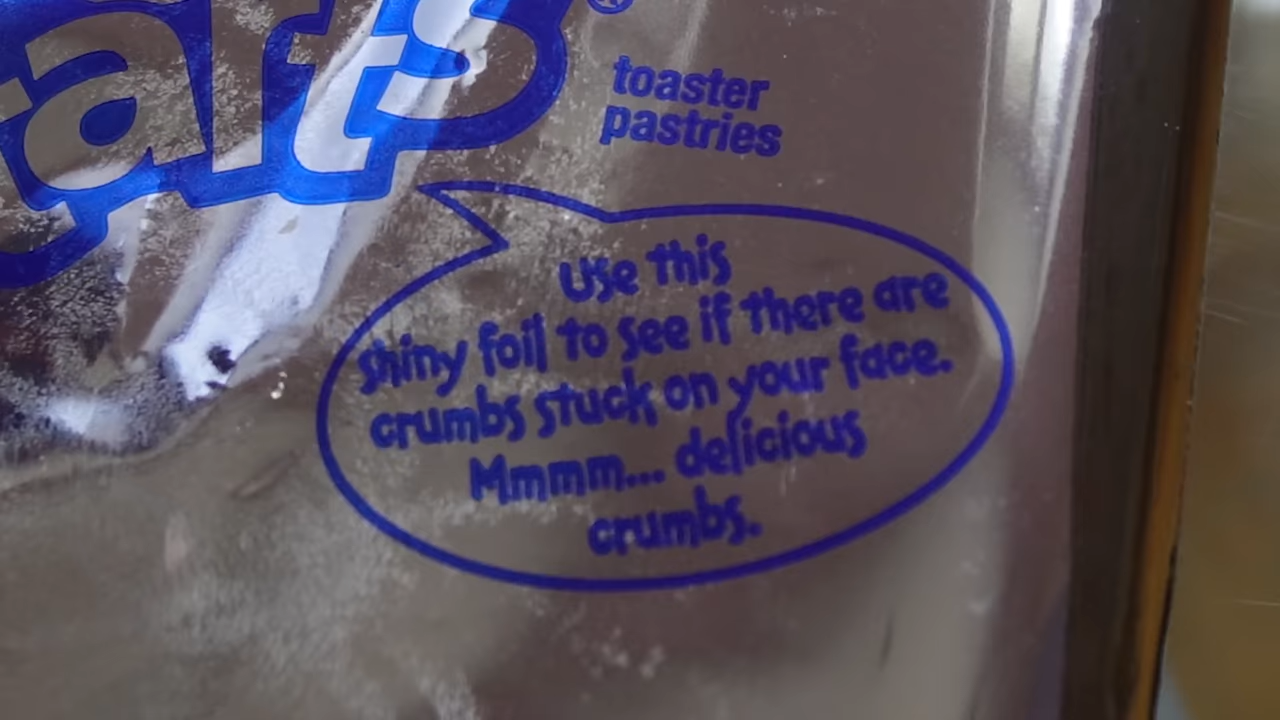 arts®
toaster
pastries
Use this
shiny foil to see if there are
crumbs stuck on your face.
Mmmm... delicious
crumbs.